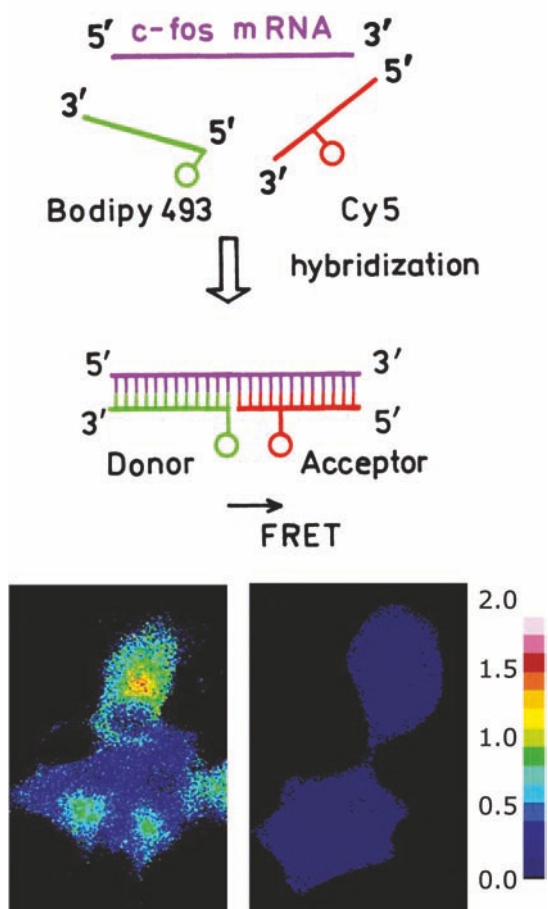 5′ c-fos mRNA 3′
5′
3′
5′
3′
Bodipy 493 Cy5
hybridization
5′ 3′
3′ 5′
Donor Acceptor
FRET
2.0
1.5
1.0
0.5
0.0